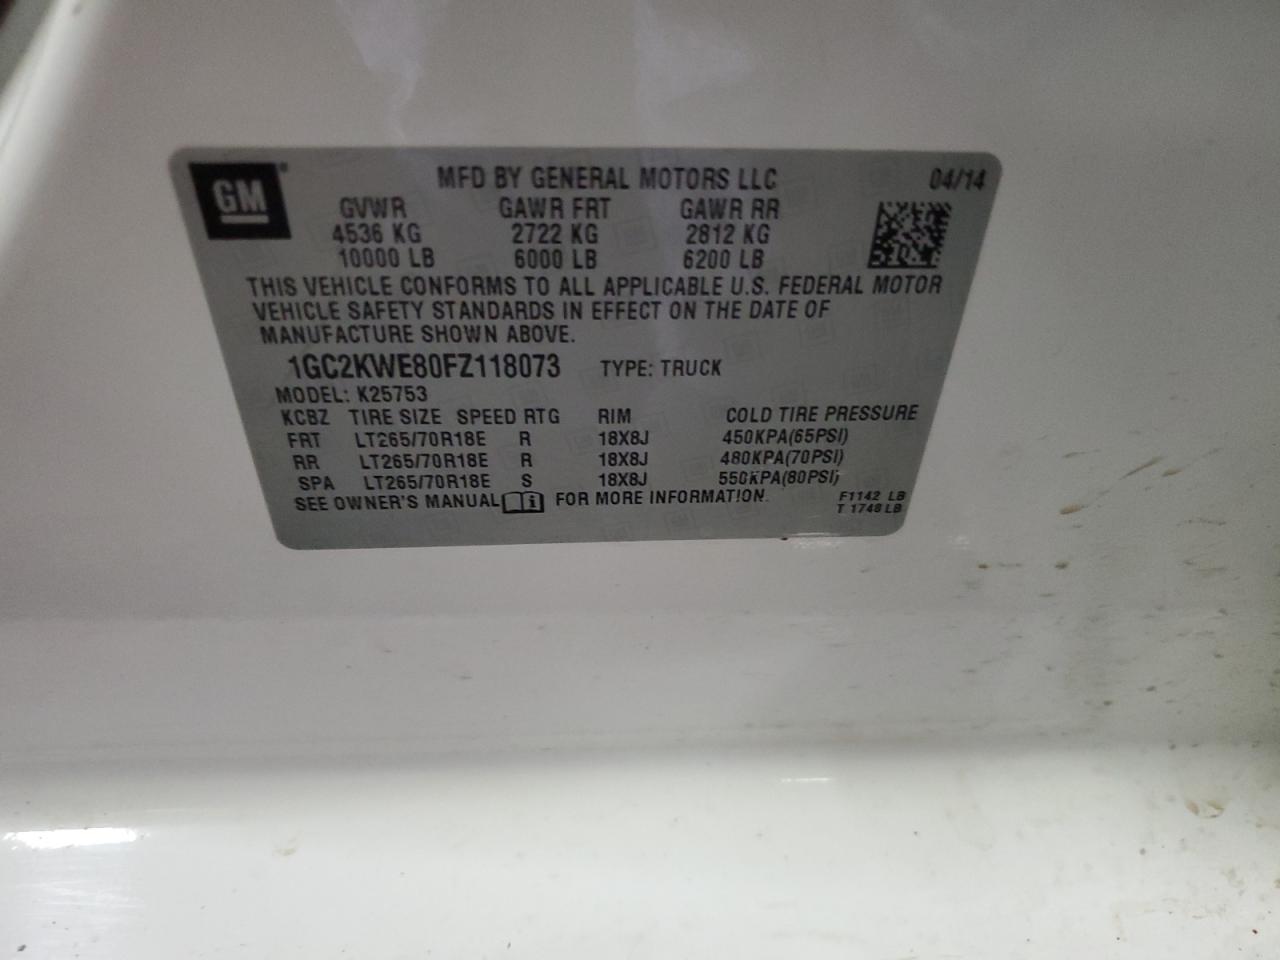 GM®
MFD BY GENERAL MOTORS LLC 04/14
GVWR GAWR FRT GAWR RR
4536 KG 2722 KG 2812 KG
10000 LB 6000 LB 6200 LB
THIS VEHICLE CONFORMS TO ALL APPLICABLE U.S. FEDERAL MOTOR
VEHICLE SAFETY STANDARDS IN EFFECT ON THE DATE OF
MANUFACTURE SHOWN ABOVE.
1GC2KWE80FZ118073 TYPE: TRUCK
MODEL: K25753
KCBZ TIRE SIZE SPEED RTG RIM COLD TIRE PRESSURE
FRT LT265/70R18E R 18X8J 450KPA(65PSI)
RR LT265/70R18E R 18X8J 480KPA(70PSI)
SPA LT265/70R18E S 18X8J 550KPA(80PSI)
SEE OWNER'S MANUAL i FOR MORE INFORMATION.
F1142 LB
T 1748 LB